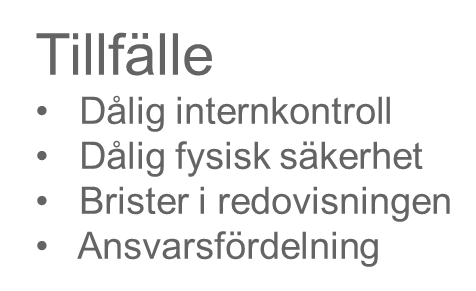 Tillfälle
• Dålig internkontroll
• Dålig fysisk säkerhet
• Brister i redovisningen
• Ansvarsfördelning